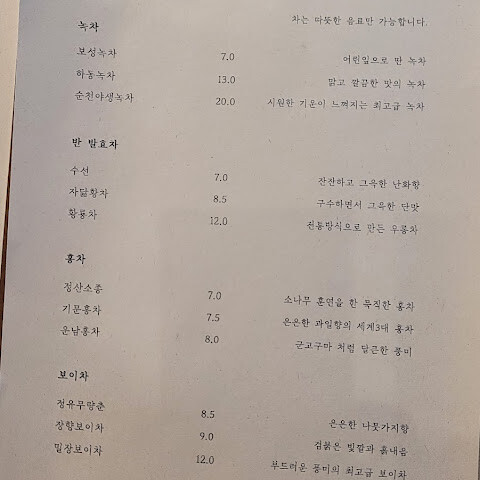 녹차 차는 따뜻한 음료만 가능합니다.
보성녹차 7.0 어린잎으로 딴 녹차
하동녹차 13.0 맑고 깔끔한 맛의 녹차
순천야생녹차 20.0 시원한 기운이 느껴지는 최고급 녹차
반 발효차
수선 7.0 잔잔하고 그윽한 난화향
자닮황차 8.5 구수하면서 그윽한 단맛
황룡차 12.0 전통방식으로 만든 우롱차
홍차
정산소종 7.0 소나무 훈연을 한 묵직한 홍차
기문홍차 7.5 은은한 과일향의 세계3대 홍차
운남홍차 8.0 군고구마 처럼 달큰한 풍미
보이차
정유무량춘 8.5 은은한 나뭇가지향
장향보이차 9.0 검붉은 빛깔과 흙내음
밀장보이차 12.0 부드러운 풍미의 최고급 보이차